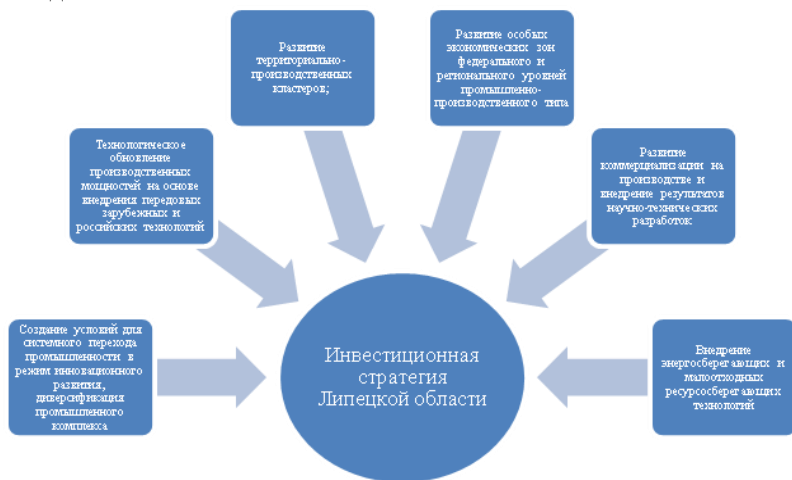 Создание условий для
системного перехода
промышленности в
режим инновационного
развития,
диверсификация
промышленного
комплекса
Технологическое
обновление
производственных
мощностей на основе
внедрения передовых
зарубежных и
российских технологий
Развитие
территориально-
производственных
кластеров;
Развитие особых
экономических зон
федерального и
регионального уровней
промышленно-
производственного типа
Развитие
коммерциализации на
производстве и
внедрение результатов
научно-технических
разработок
Внедрение
энергосберегающих и
малоотходных
ресурсосберегающих
технологий
Инвестиционная
стратегия
Липецкой области